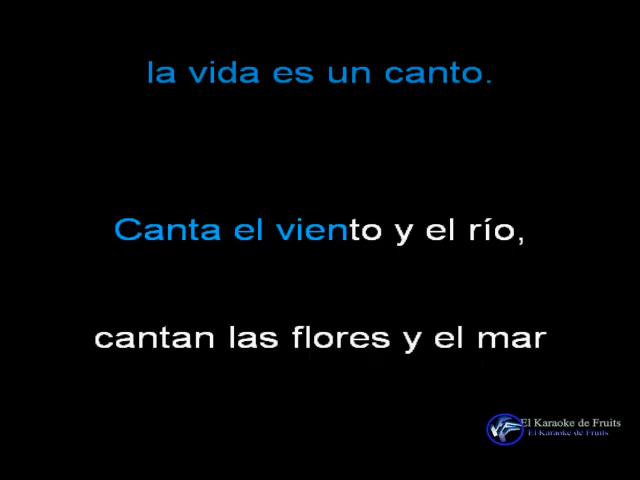 la vida es un canto.
Canta el viento y el río,
cantan las flores y el mar
El Karaoke de Fruits
El Karaoke de Fruits